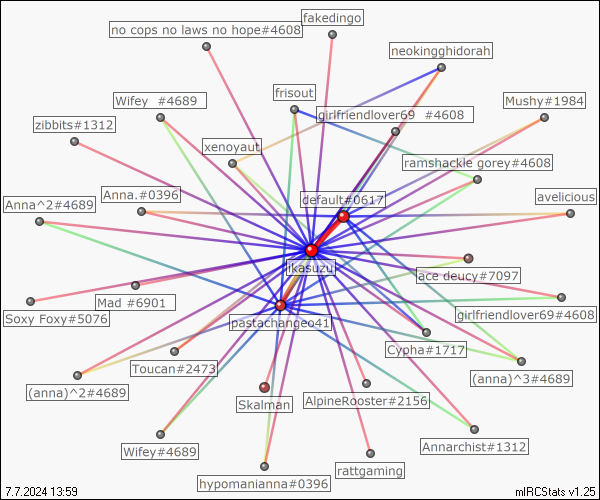 fakedingo
no cops no laws no hope#4608
neokingghidorah
frisout
Wifey  #4689
girlfriendlover69  #4608
Mushy#1984
zibbits#1312
xenoyaut
ramshackle gorey#4608
Anna.#0396
default#0617
avelicious
Anna^2#4689
ikasuzu
ace deucy#7097
Mad #6901
Soxy Foxy#5076
girlfriendlover69#4608
pastachangeo41
Cypha#1717
Toucan#2473
(anna)^3#4689
(anna)^2#4689
Skalman
AlpineRooster#2156
Annarchist#1312
Wifey#4689
rattgaming
hypomanianna#0396
7.7.2024 13:59
mIRCStats v1.25